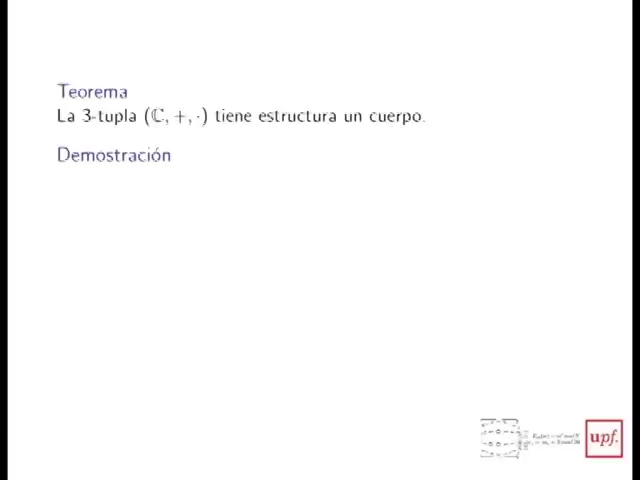 Teorema
La 3-tupla (ℂ, +, ·) tiene estructura un cuerpo.
Demostración
upf.